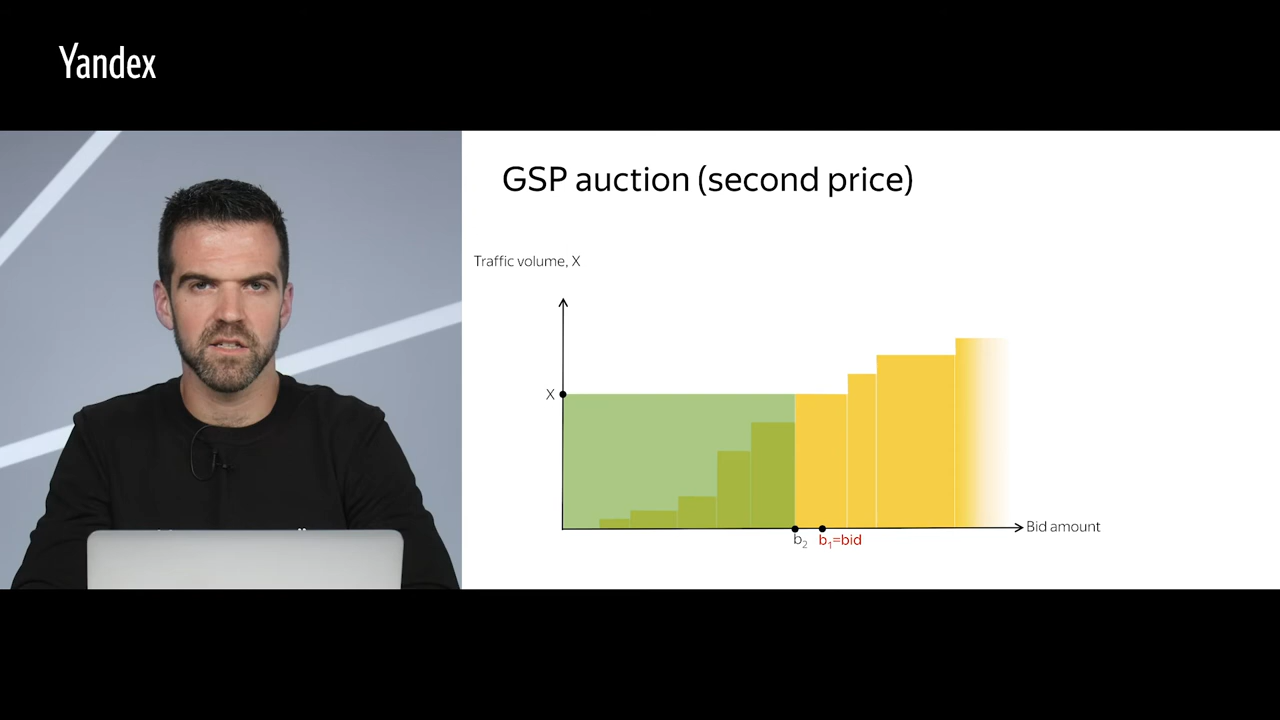 Yandex
GSP auction (second price)
Traffic volume, X
X
Bid amount
b₂ b₁=bid